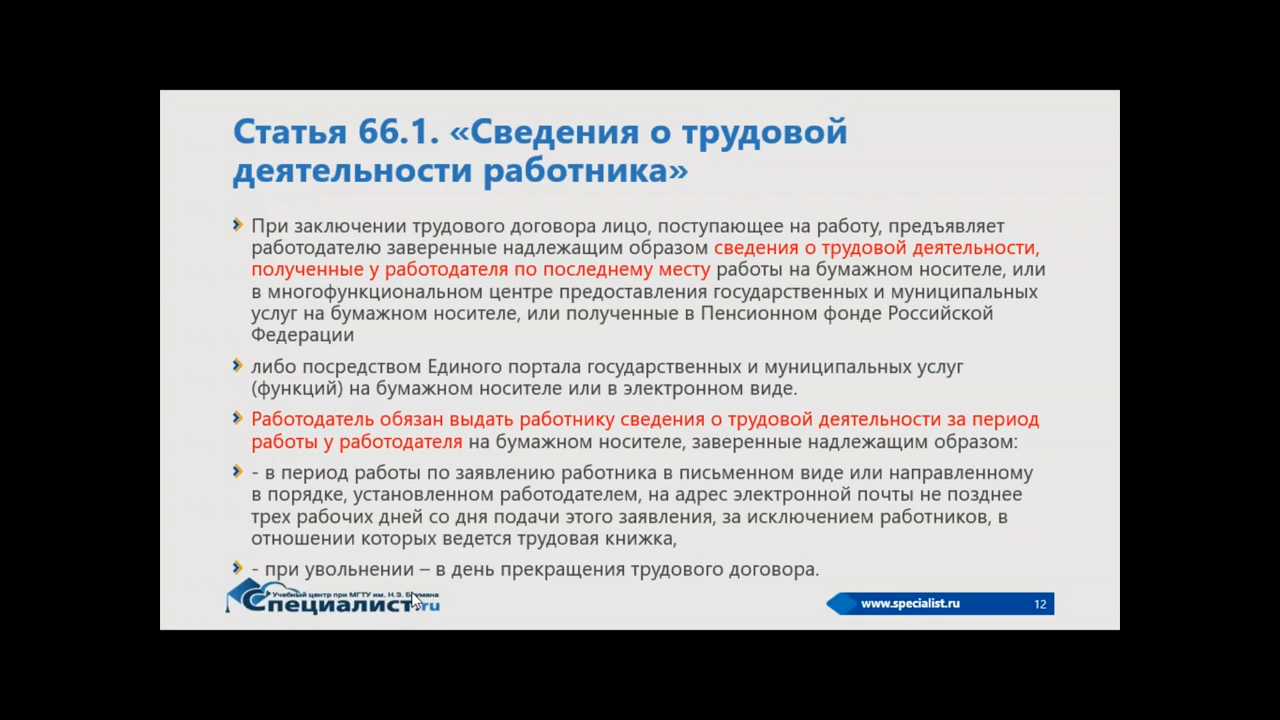 Статья 66.1. «Сведения о трудовой
деятельности работника»
При заключении трудового договора лицо, поступающее на работу, предъявляет
работодателю заверенные надлежащим образом сведения о трудовой деятельности,
полученные у работодателя по последнему месту работы на бумажном носителе, или
в многофункциональном центре предоставления государственных и муниципальных
услуг на бумажном носителе, или полученные в Пенсионном фонде Российской
Федерации
либо посредством Единого портала государственных и муниципальных услуг
(функций) на бумажном носителе или в электронном виде.
Работодатель обязан выдать работнику сведения о трудовой деятельности за период
работы у работодателя на бумажном носителе, заверенные надлежащим образом:
- в период работы по заявлению работника в письменном виде или направленному
в порядке, установленном работодателем, на адрес электронной почты не позднее
трех рабочих дней со дня подачи этого заявления, за исключением работников, в
отношении которых ведется трудовая книжка,
- при увольнении – в день прекращения трудового договора.
Учебный центр при МГТУ им. Н.Э. Баумана
Специалист.ru
www.specialist.ru 12